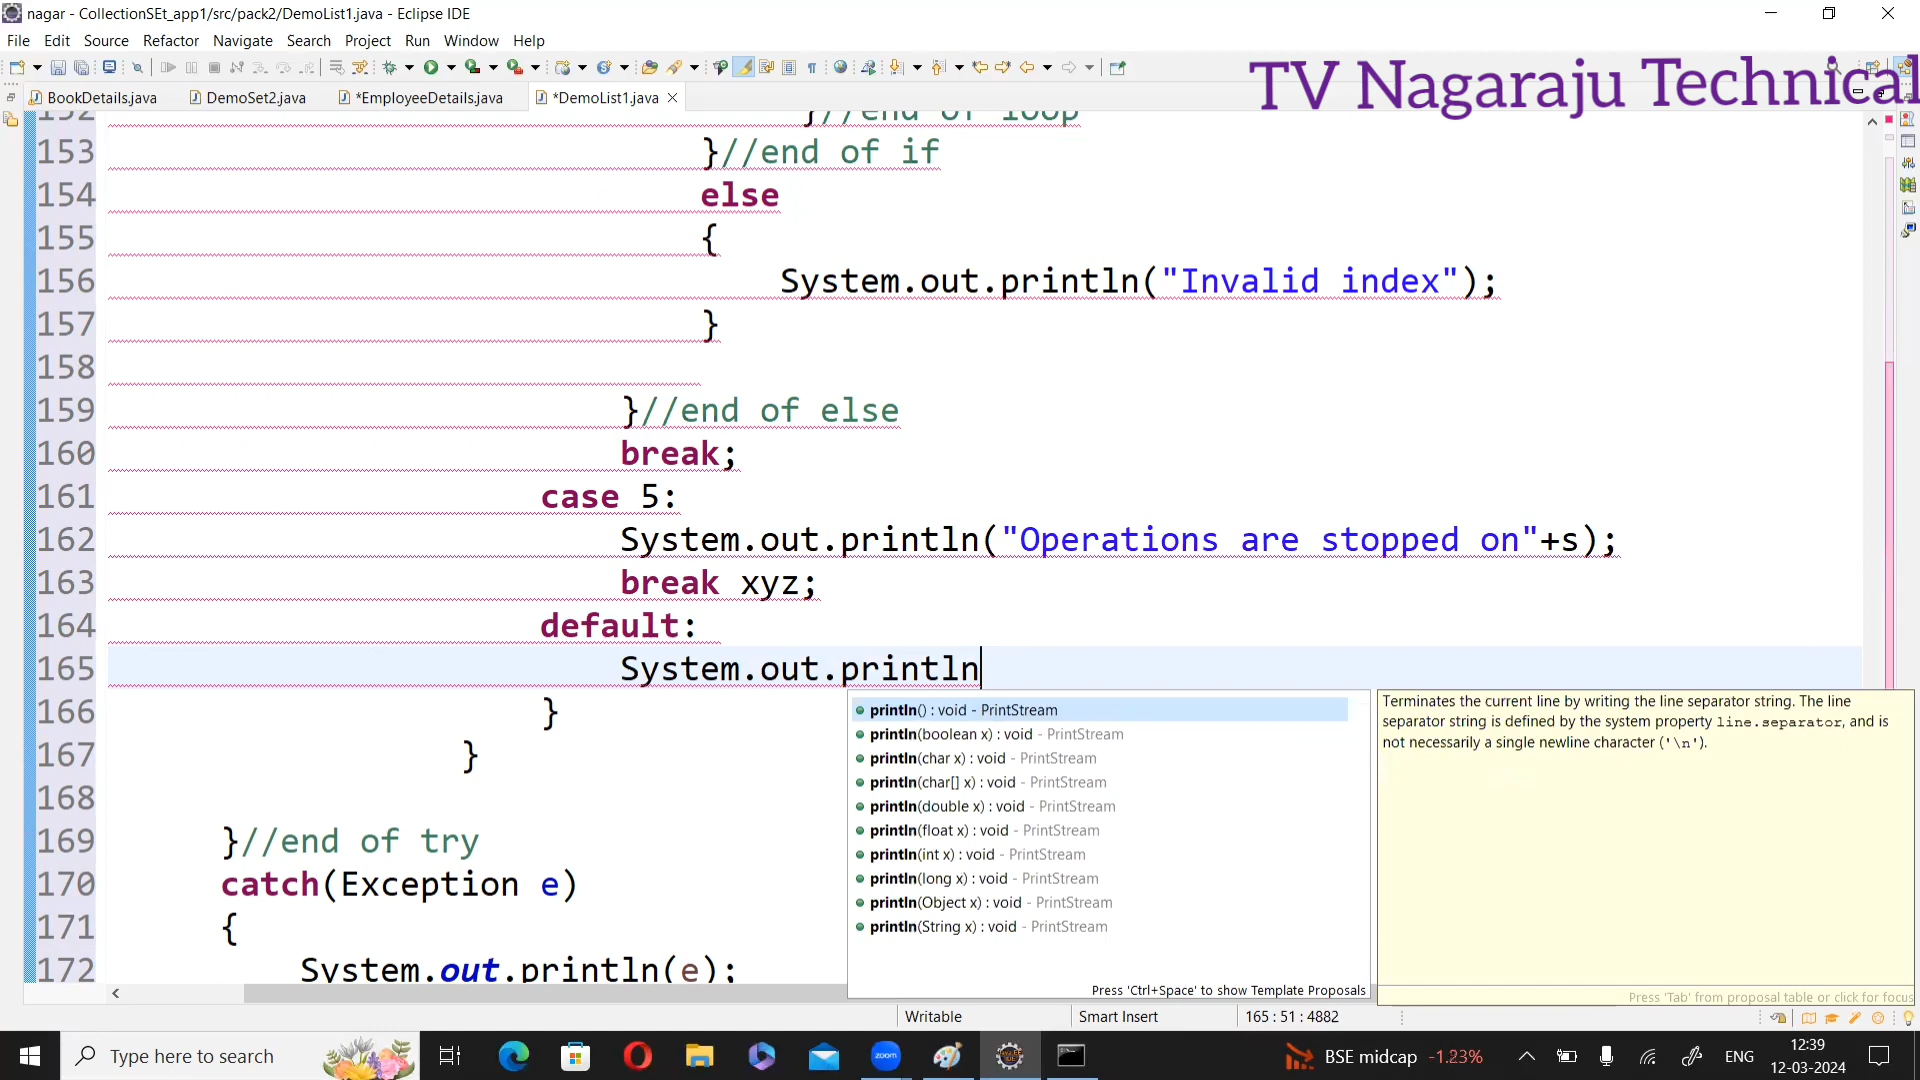 nagar - CollectionSEt_app1/src/pack2/DemoList1.java - Eclipse IDE
File Edit Source Refactor Navigate Search Project Run Window Help
TV Nagaraju Technical
BookDetails.java DemoSet2.java *EmployeeDetails.java *DemoList1.java
152 }//end of loop
153 }//end of if
154 else
155 {
156 System.out.println("Invalid index");
157 }
158
159 }//end of else
160 break;
161 case 5:
162 System.out.println("Operations are stopped on"+s);
163 break xyz;
164 default:
165 System.out.println
166 }
167 }
168
169 }//end of try
170 catch(Exception e)
171 {
172 System.out.println(e);
println() : void - PrintStream
println(boolean x) : void - PrintStream
println(char x) : void - PrintStream
println(char[] x) : void - PrintStream
println(double x) : void - PrintStream
println(float x) : void - PrintStream
println(int x) : void - PrintStream
println(long x) : void - PrintStream
println(Object x) : void - PrintStream
println(String x) : void - PrintStream
Press 'Ctrl+Space' to show Template Proposals
Terminates the current line by writing the line separator string. The line
separator string is defined by the system property line.separator, and is
not necessarily a single newline character ('\n').
Press 'Tab' from proposal table or click for focus
Writable Smart Insert 165 : 51 : 4882
Type here to search
zoom
BSE midcap -1.23%
ENG
12:39
12-03-2024